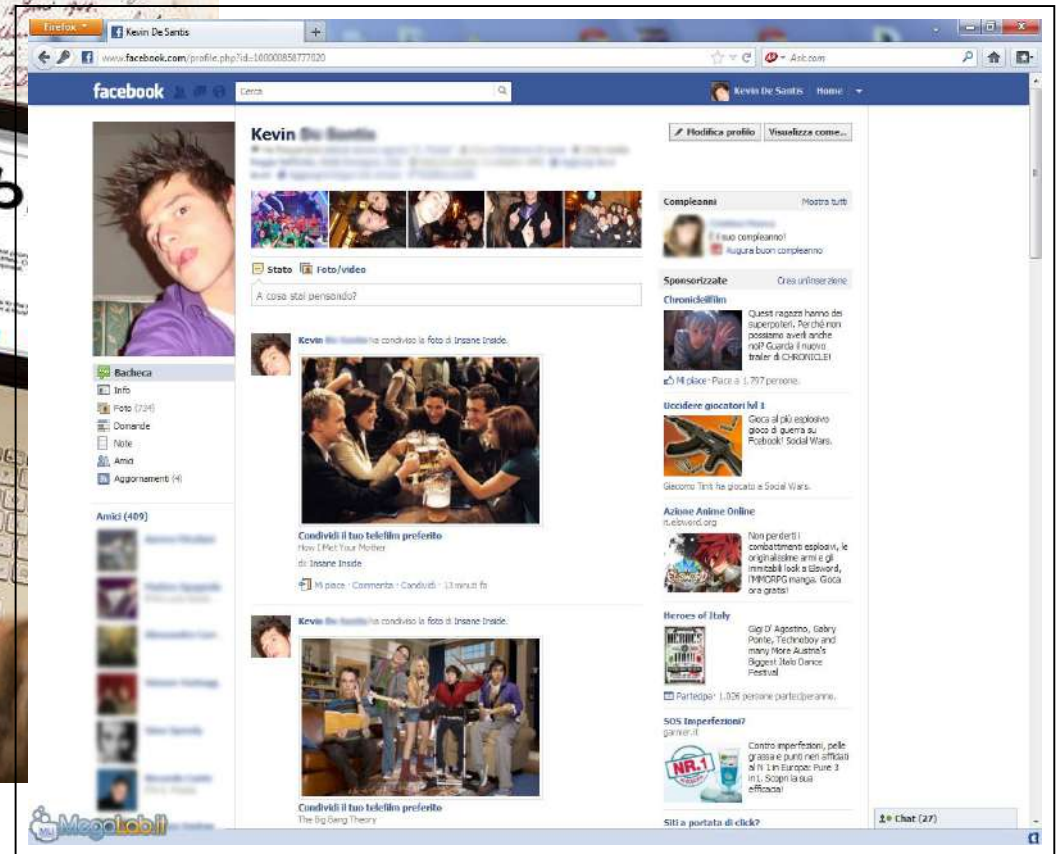 Firefox
Kevin De Santis
www.facebook.com/profile.php?id=100000858777020
Ask.com
facebook
Cerca
Kevin De Santis Home
Kevin
Modifica profilo
Visualizza come...
Compleanni Mostra tutti
È il suo compleanno!
Augura buon compleanno
Stato Foto/video
A cosa stai pensando?
Sponsorizzate Crea un'inserzione
Chronicleilfilm
Questi ragazzi hanno dei
superpoteri. Perché non
possiamo averli anche
noi? Guarda il nuovo
trailer di CHRONICLE!
Mi piace · Piace a 1.797 persone.
Kevin ha condiviso la foto di Insane Inside.
Condividi il tuo telefilm preferito
How I Met Your Mother
di: Insane Inside
Mi piace · Commenta · Condividi · 13 minuti fa
Bacheca
Info
Foto (734)
Domande
Note
Amici
Aggiornamenti (4)
Amici (409)
Uccidere giocatori lvl 1
Gioca al più esplosivo
gioco di guerra su
Fcebook! Social Wars.
Giacomo Tinti ha giocato a Social Wars.
Azione Anime Online
it.elsword.org
Non perderti i
combattimenti esplosivi, le
originalissime armi e gli
inimitabili look a Elsword,
l'MMORPG manga. Gioca
ora gratis!
ELSWORD
Kevin ha condiviso la foto di Insane Inside.
Condividi il tuo telefilm preferito
The Big Bang Theory
Heroes of Italy
HEROES
Gigi D' Agostino, Gabry
Ponte, Technoboy and
many More Austria's
Biggest Italo Dance
Festival
Partecipa · 1.026 persone parteciperanno.
SOS Imperfezioni?
garnier.it
NR.1
Contro imperfezioni, pelle
grassa e punti neri affidati
al N 1 in Europa: Pure 3
in 1. Scopri la sua
efficacia!
Siti a portata di click?
Chat (27)
MegaLab.it